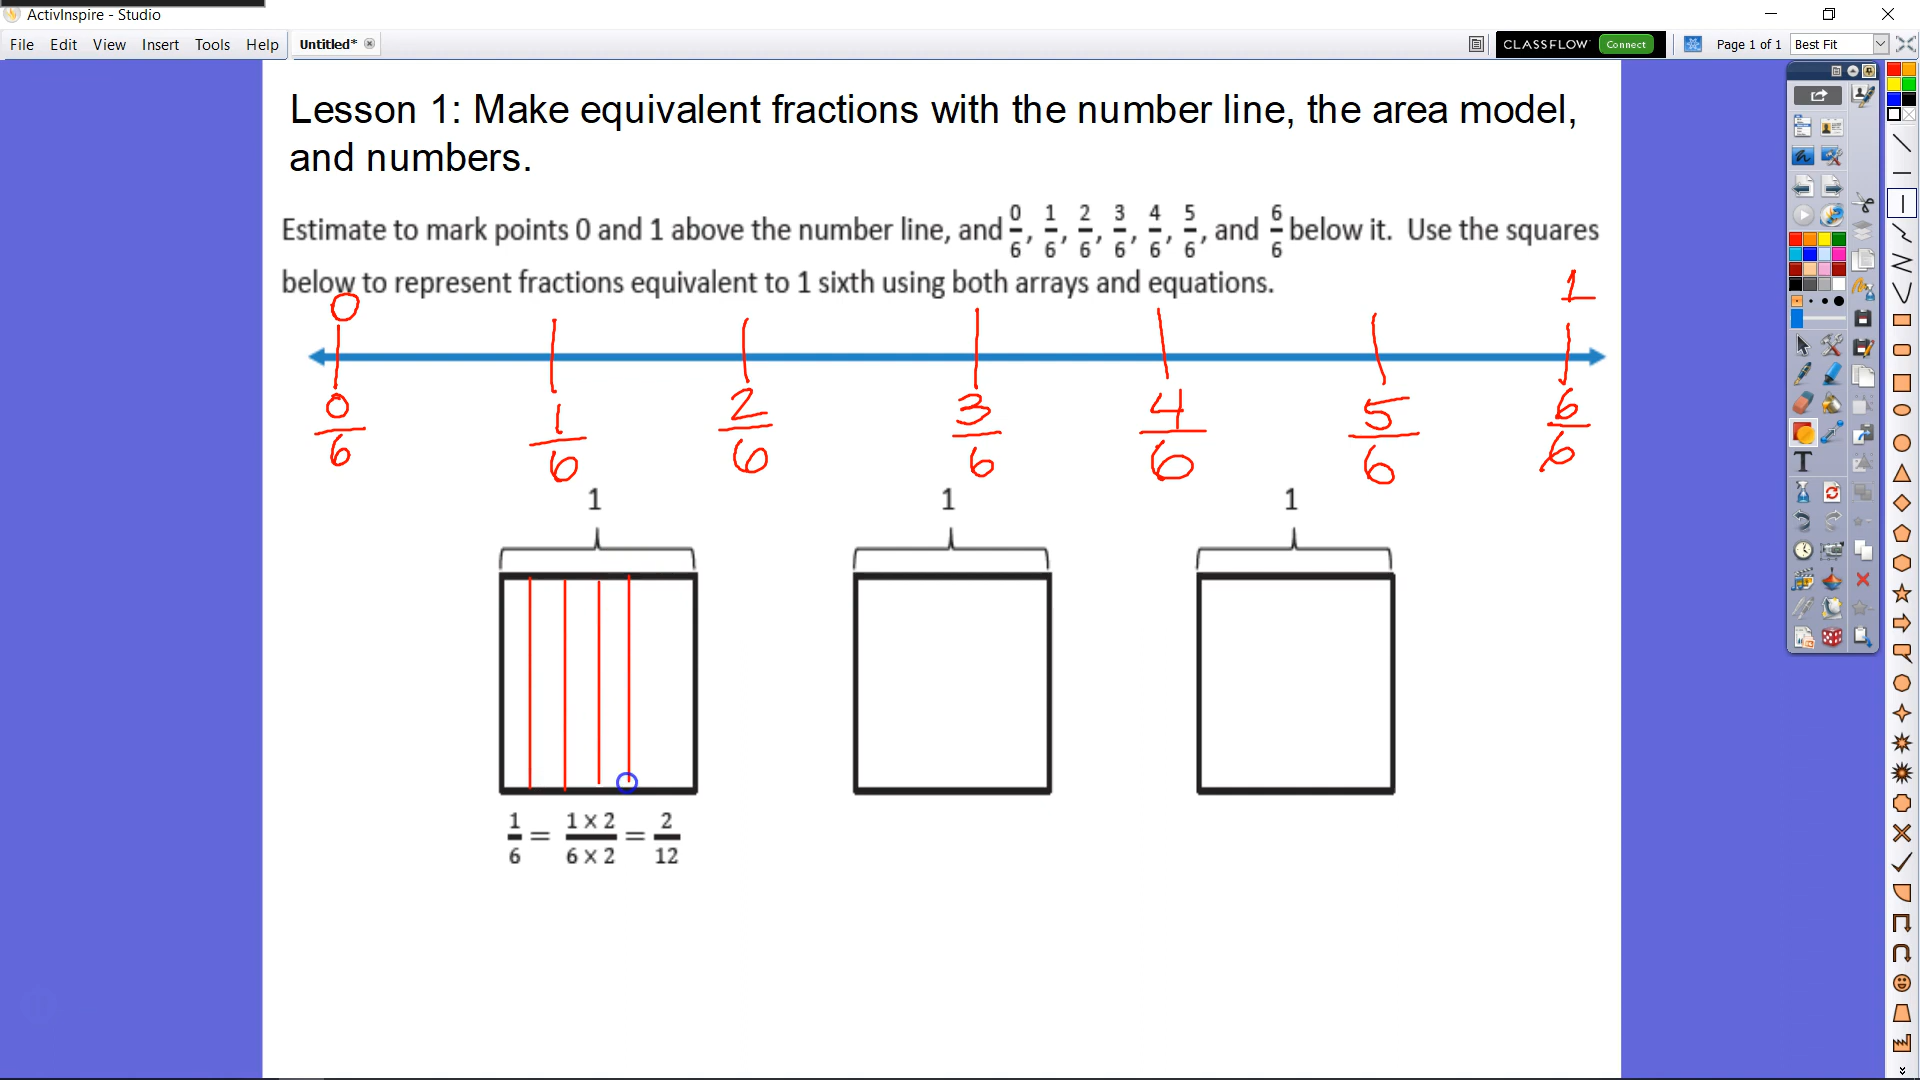 ActivInspire - Studio
File Edit View Insert Tools Help Untitled* CLASSFLOW Connect Page 1 of 1 Best Fit
Lesson 1: Make equivalent fractions with the number line, the area model,
and numbers.
Estimate to mark points 0 and 1 above the number line, and 0/6, 1/6, 2/6, 3/6, 4/6, 5/6, and 6/6 below it. Use the squares
below to represent fractions equivalent to 1 sixth using both arrays and equations.
0 1
0/6 1/6 2/6 3/6 4/6 5/6 6/6
1 1 1
1/6 = 1 x 2/6 x 2 = 2/12